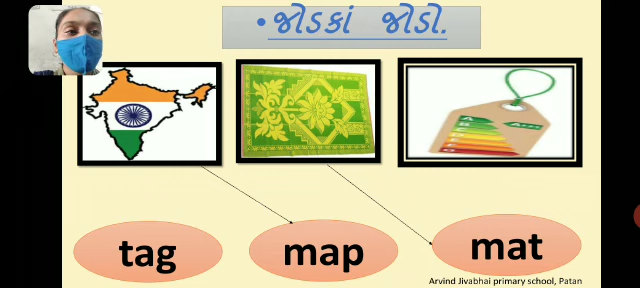 • જોડકાં જોડો.
tag
map
mat
Arvind Jivabhai primary school, Patan